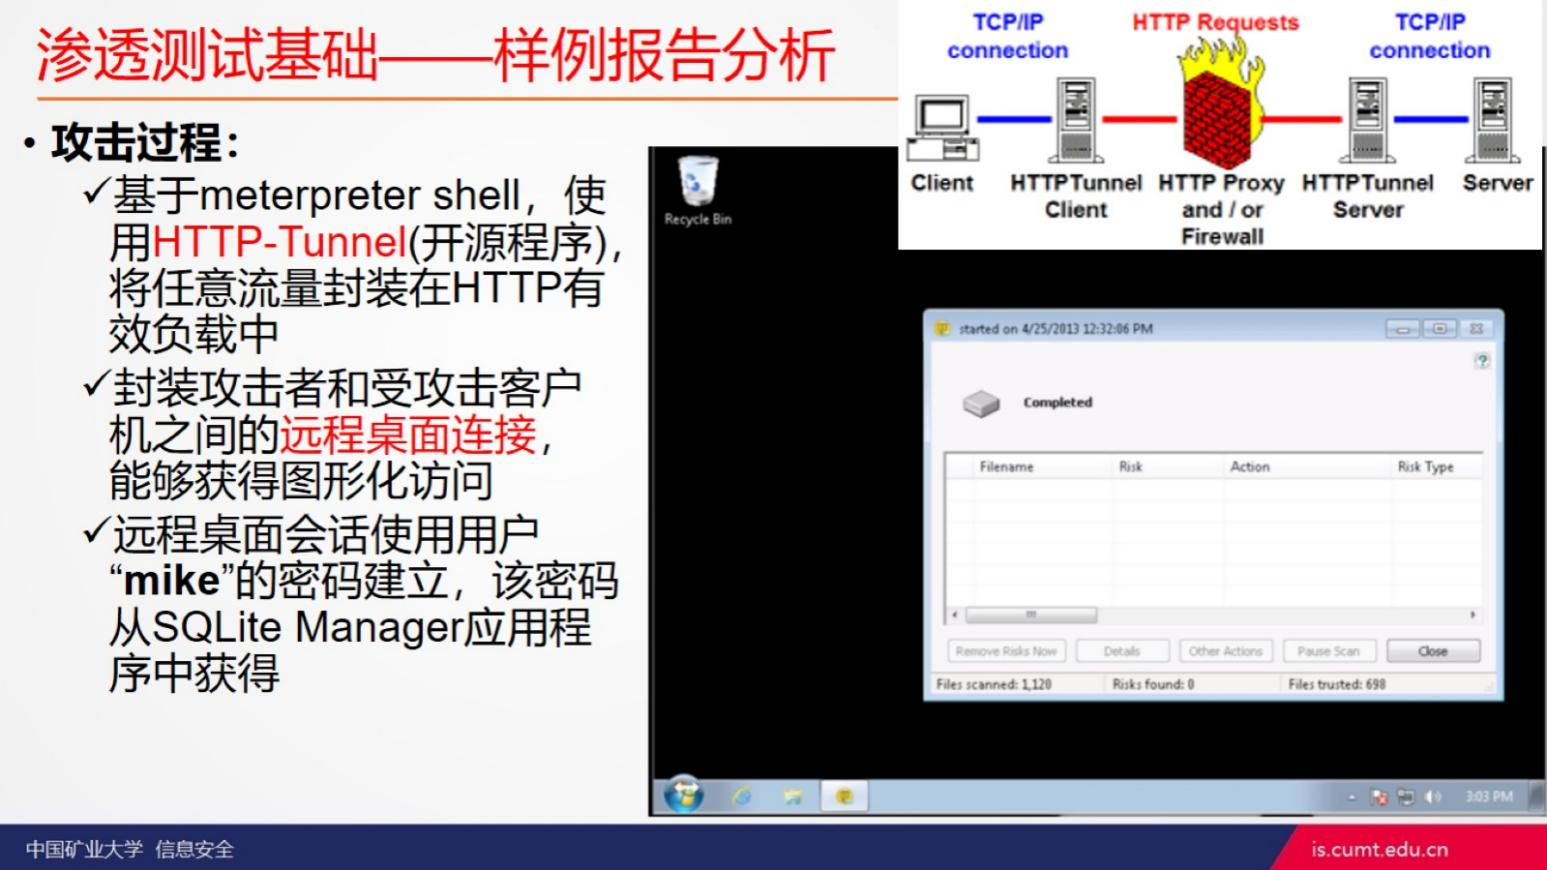 渗透测试基础——样例报告分析
• 攻击过程：
✓基于meterpreter shell，使
用HTTP-Tunnel(开源程序)，
将任意流量封装在HTTP有
效负载中
✓封装攻击者和受攻击客户
机之间的远程桌面连接，
能够获得图形化访问
✓远程桌面会话使用用户
“mike”的密码建立，该密码
从SQLite Manager应用程
序中获得
TCP/IP
connection
HTTP Requests
TCP/IP
connection
Client
HTTPTunnel
Client
HTTP Proxy
and / or
Firewall
HTTPTunnel
Server
Server
Recycle Bin
started on 4/25/2013 12:32:06 PM
Completed
Filename Risk Action Risk Type
Remove Risks Now Details Other Actions Pause Scan Close
Files scanned: 1,120 Risks found: 0 Files trusted: 698
3:03 PM
中国矿业大学 信息安全
is.cumt.edu.cn